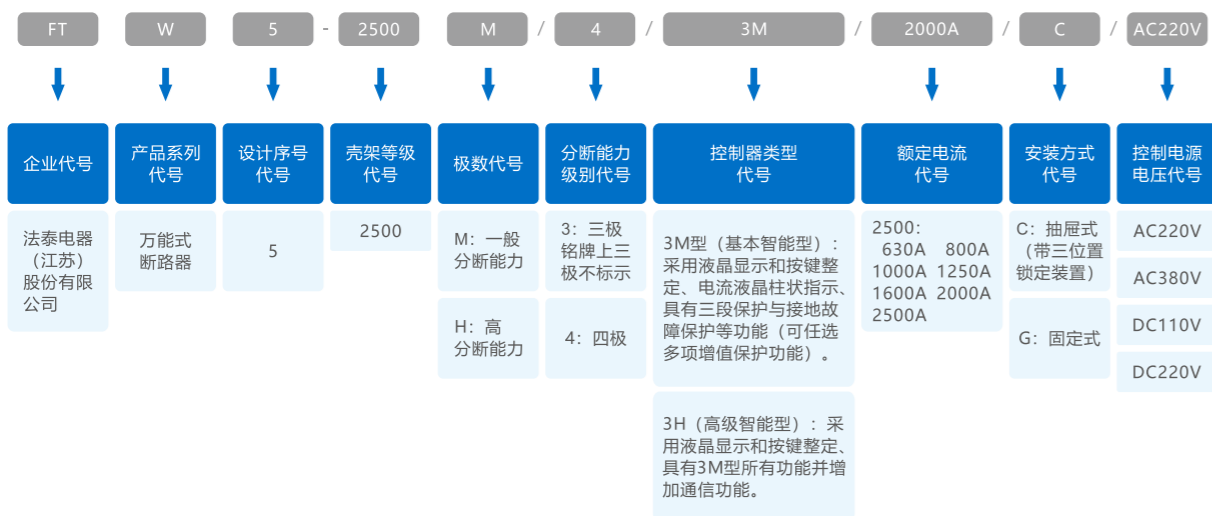 FT W 5 - 2500 M / 4 / 3M / 2000A / C / AC220V
企业代号
产品系列
代号
设计序号
代号
壳架等级
代号
极数代号
分断能力
级别代号
控制器类型
代号
额定电流
代号
安装方式
代号
控制电源
电压代号
法泰电器
（江苏）
股份有限
公司
万能式
断路器
5
2500
M：一般
分断能力
H：高
分断能力
3：三极
铭牌上三
极不标示
4：四极
3M型（基本智能型）：
采用液晶显示和按键整
定、电流液晶柱状指示、
具有三段保护与接地故
障保护等功能（可任选
多项增值保护功能）。
3H（高级智能型）：采
用液晶显示和按键整定、
具有3M型所有功能并增
加通信功能。
2500：
630A 800A
1000A 1250A
1600A 2000A
2500A
C：抽屉式
（带三位置
锁定装置）
G：固定式
AC220V
AC380V
DC110V
DC220V